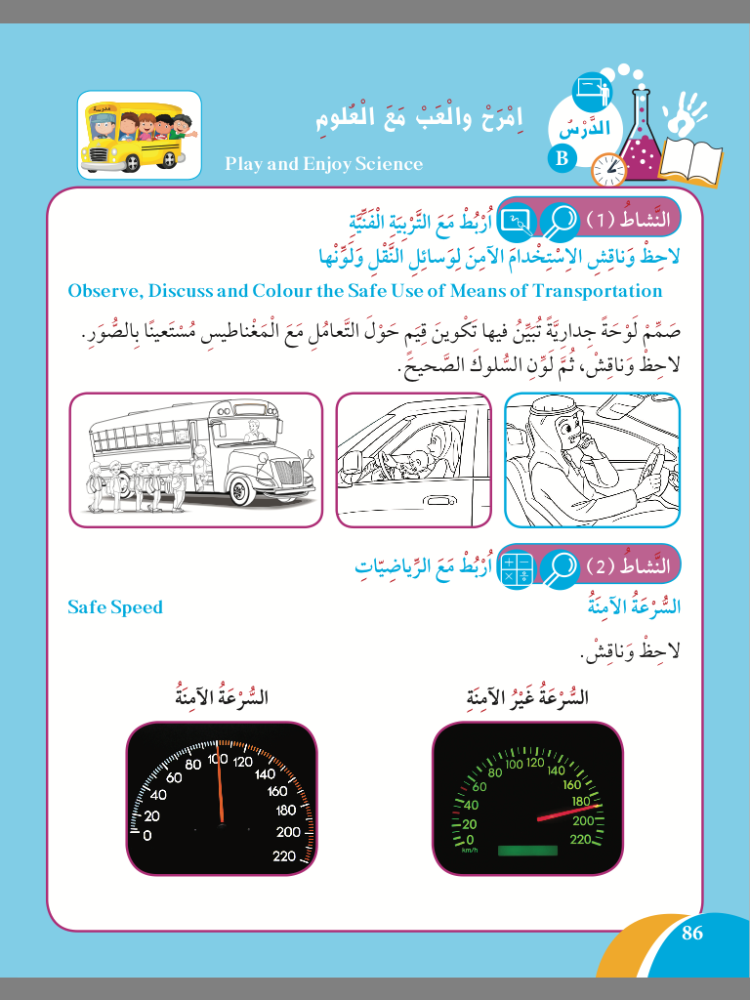 مدرسة
اِمْرَحْ والْعَبْ مَعَ الْعُلومِ
Play and Enjoy Science
الدَّرْسُ
B
النَّشاطُ (1)
أَرْبُطُ مَعَ التَّرْبِيَةِ الْفَنِّيَّةِ
لاحِظْ وَناقِشِ الاِسْتِخْدامَ الآمِنَ لِوَسائِلِ النَّقْلِ وَلَوِّنْها
Observe, Discuss and Colour the Safe Use of Means of Transportation
صَمِّمْ لَوْحَةً جِدارِيَّةً تُبَيِّنُ فيها تَكْوينَ قِيَمٍ حَوْلَ التَّعامُلِ مَعَ الْمَغْناطيسِ مُسْتَعينًا بِالصُّوَرِ.
لاحِظْ وَناقِشْ، ثُمَّ لَوِّنِ السُّلوكَ الصَّحيحَ.
النَّشاطُ (2)
أُرْبُطْ مَعَ الرِّياضِيّاتِ
السُّرْعَةُ الآمِنَةُ
Safe Speed
لاحِظْ وَناقِشْ.
السُّرْعَةُ غَيْرُ الآمِنَةِ
السُّرْعَةُ الآمِنَةُ
0 20 40 60 80 100 120 140 160 180 200 220
km/h
0 20 40 60 80 100 120 140 160 180 200 220
86